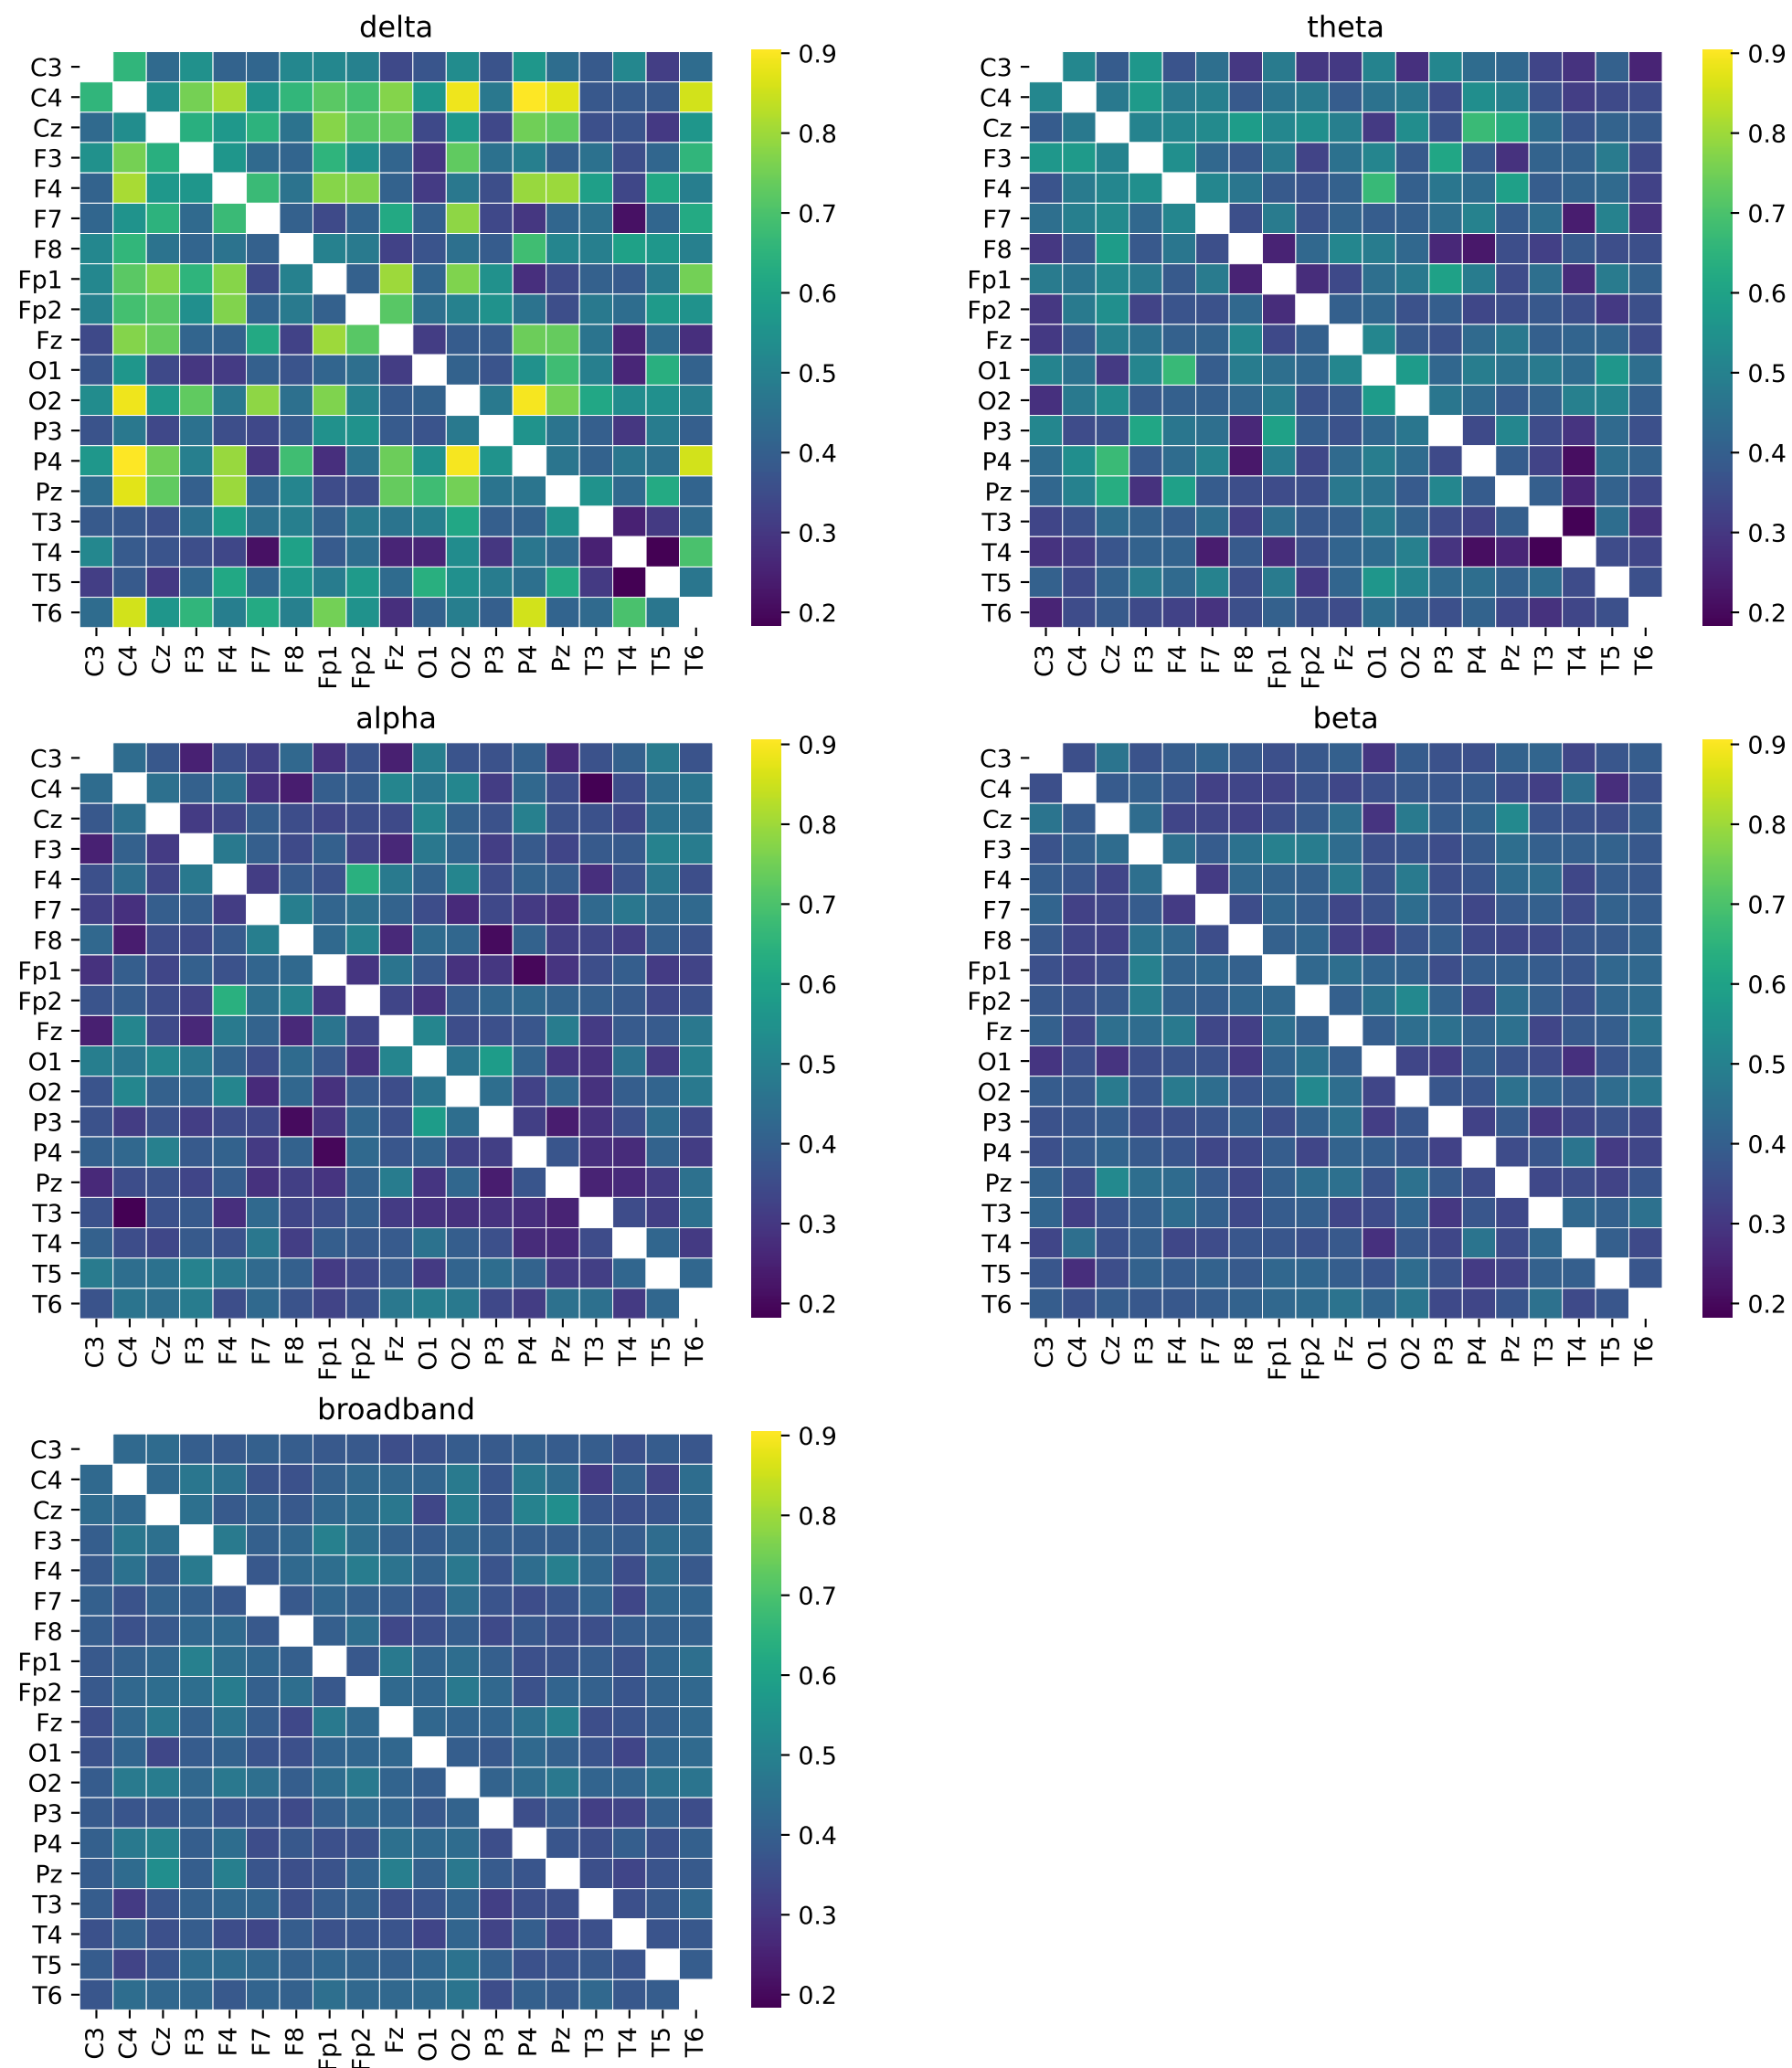 delta
C3
C4
Cz
F3
F4
F7
F8
Fp1
Fp2
Fz
O1
O2
P3
P4
Pz
T3
T4
T5
T6
C3 C4 Cz F3 F4 F7 F8 Fp1 Fp2 Fz O1 O2 P3 P4 Pz T3 T4 T5 T6
0.9
0.8
0.7
0.6
0.5
0.4
0.3
0.2
theta
C3
C4
Cz
F3
F4
F7
F8
Fp1
Fp2
Fz
O1
O2
P3
P4
Pz
T3
T4
T5
T6
C3 C4 Cz F3 F4 F7 F8 Fp1 Fp2 Fz O1 O2 P3 P4 Pz T3 T4 T5 T6
0.9
0.8
0.7
0.6
0.5
0.4
0.3
0.2
alpha
C3
C4
Cz
F3
F4
F7
F8
Fp1
Fp2
Fz
O1
O2
P3
P4
Pz
T3
T4
T5
T6
C3 C4 Cz F3 F4 F7 F8 Fp1 Fp2 Fz O1 O2 P3 P4 Pz T3 T4 T5 T6
0.9
0.8
0.7
0.6
0.5
0.4
0.3
0.2
beta
C3
C4
Cz
F3
F4
F7
F8
Fp1
Fp2
Fz
O1
O2
P3
P4
Pz
T3
T4
T5
T6
C3 C4 Cz F3 F4 F7 F8 Fp1 Fp2 Fz O1 O2 P3 P4 Pz T3 T4 T5 T6
0.9
0.8
0.7
0.6
0.5
0.4
0.3
0.2
broadband
C3
C4
Cz
F3
F4
F7
F8
Fp1
Fp2
Fz
O1
O2
P3
P4
Pz
T3
T4
T5
T6
C3 C4 Cz F3 F4 F7 F8 Fp1 Fp2 Fz O1 O2 P3 P4 Pz T3 T4 T5 T6
0.9
0.8
0.7
0.6
0.5
0.4
0.3
0.2